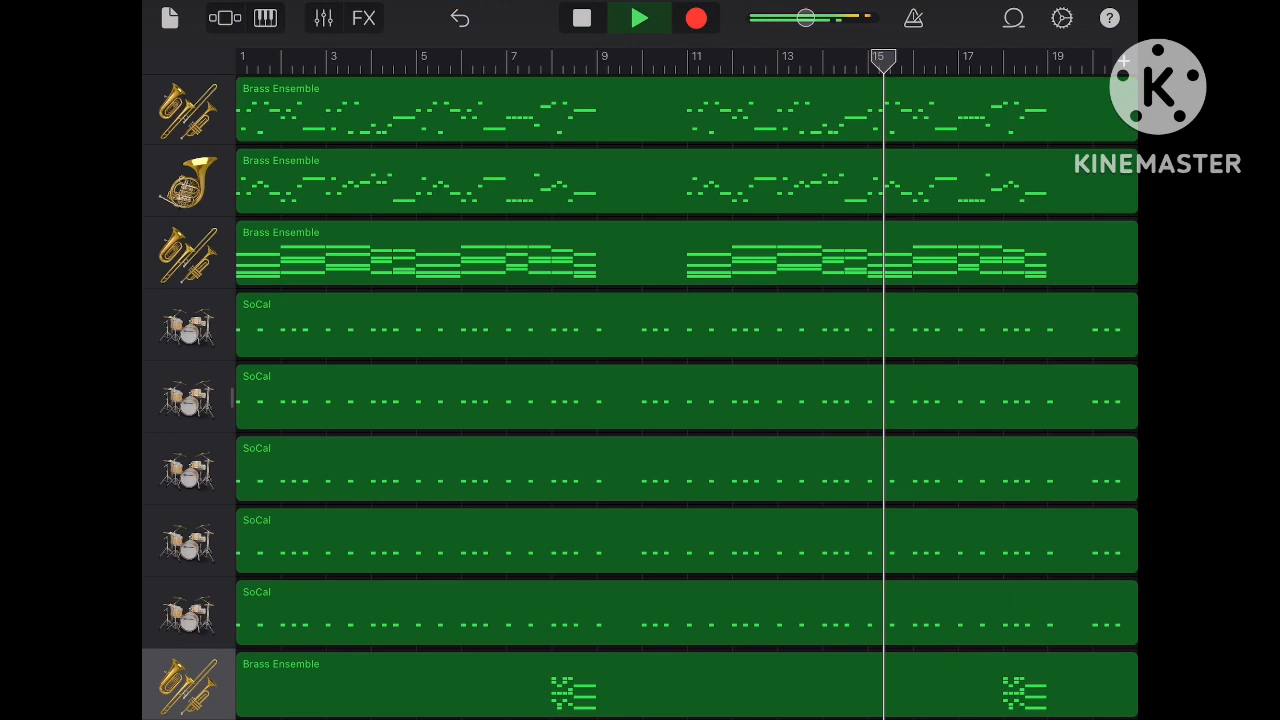 FX
?
1 3 5 7 9 11 13 15 17 19 +
K
KINEMASTER
Brass Ensemble
Brass Ensemble
Brass Ensemble
SoCal
SoCal
SoCal
SoCal
SoCal
Brass Ensemble